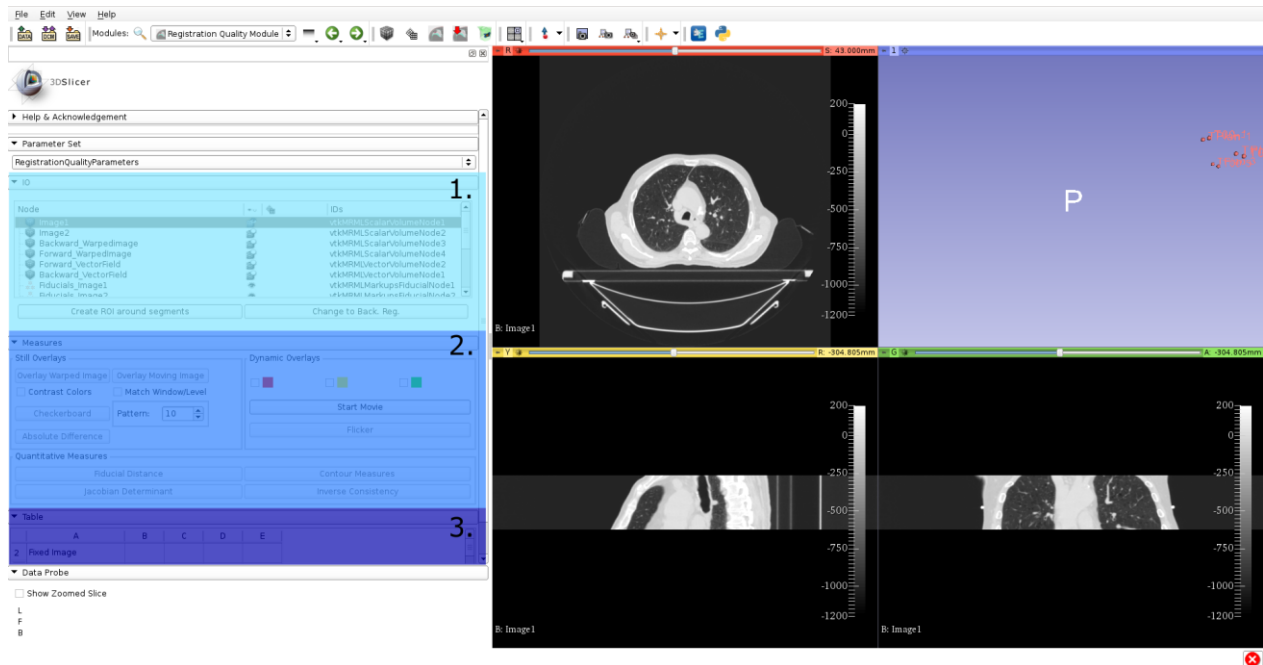 File Edit View Help
DATA DCM SAVE Modules: Registration Quality Module
3DSlicer
Help & Acknowledgement
Parameter Set
RegistrationQualityParameters
IO
1.
Node IDs
Image1 vtkMRMLScalarVolumeNode1
Image2 vtkMRMLScalarVolumeNode2
Backward_WarpedImage vtkMRMLScalarVolumeNode3
Forward_WarpedImage vtkMRMLScalarVolumeNode4
Forward_VectorField vtkMRMLVectorVolumeNode2
Backward_VectorField vtkMRMLVectorVolumeNode1
Fiducials_Image1 vtkMRMLMarkupsFiducialNode1
Fiducials_Image2 vtkMRMLMarkupsFiducialNode2
Create ROI around segments Change to Back. Reg.
Measures
2.
Still Overlays Dynamic Overlays
Overlay Warped Image Overlay Moving Image
Contrast Colors Match Window/Level
Start Movie
Checkerboard Pattern: 10
Flicker
Absolute Difference
Quantitative Measures
Fiducial Distance Contour Measures
Jacobian Determinant Inverse Consistency
Table
3.
A B C D E
2 Fixed Image
Data Probe
Show Zoomed Slice
L
F
B
R S: 43.000mm
200
0
-250
-500
-750
-1000
-1200
B: Image1
1
P
Y R: -304.805mm
200
0
-250
-500
-750
-1000
-1200
B: Image1
G A: -304.805mm
200
0
-250
-500
-750
-1000
-1200
B: Image1